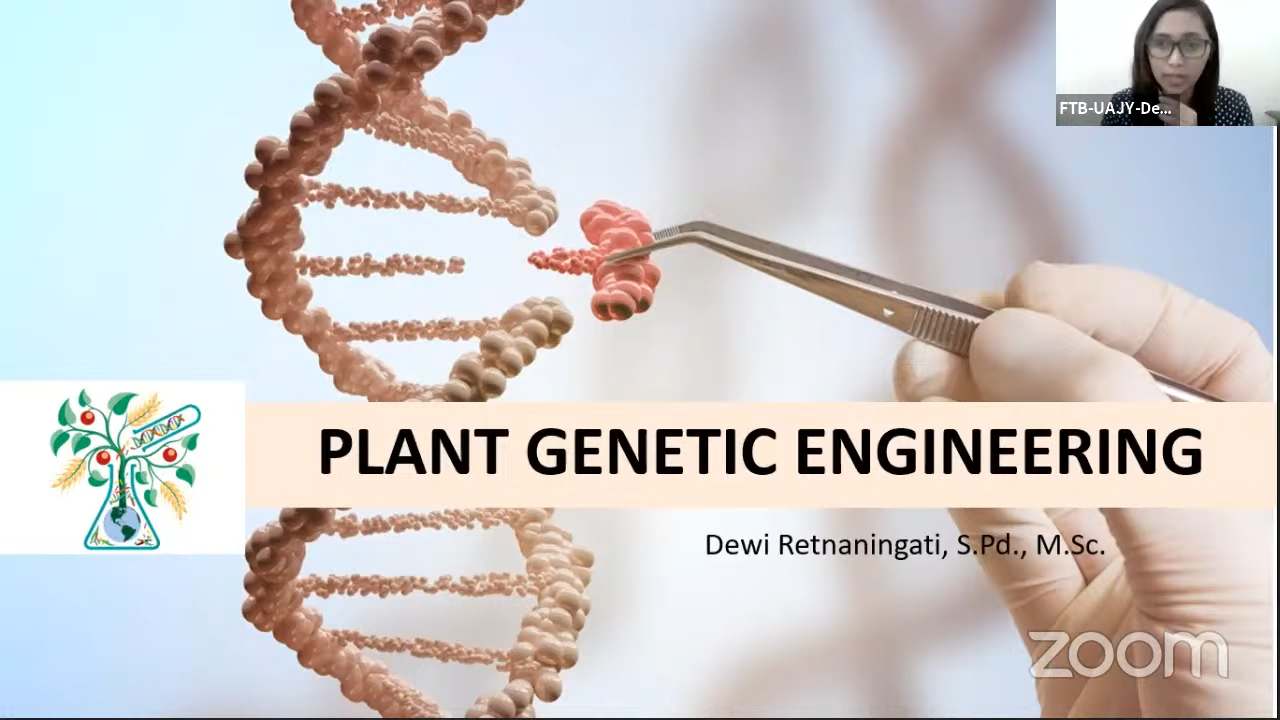 FTB-UAJY-De...
PLANT GENETIC ENGINEERING
Dewi Retnaningati, S.Pd., M.Sc.
zoom